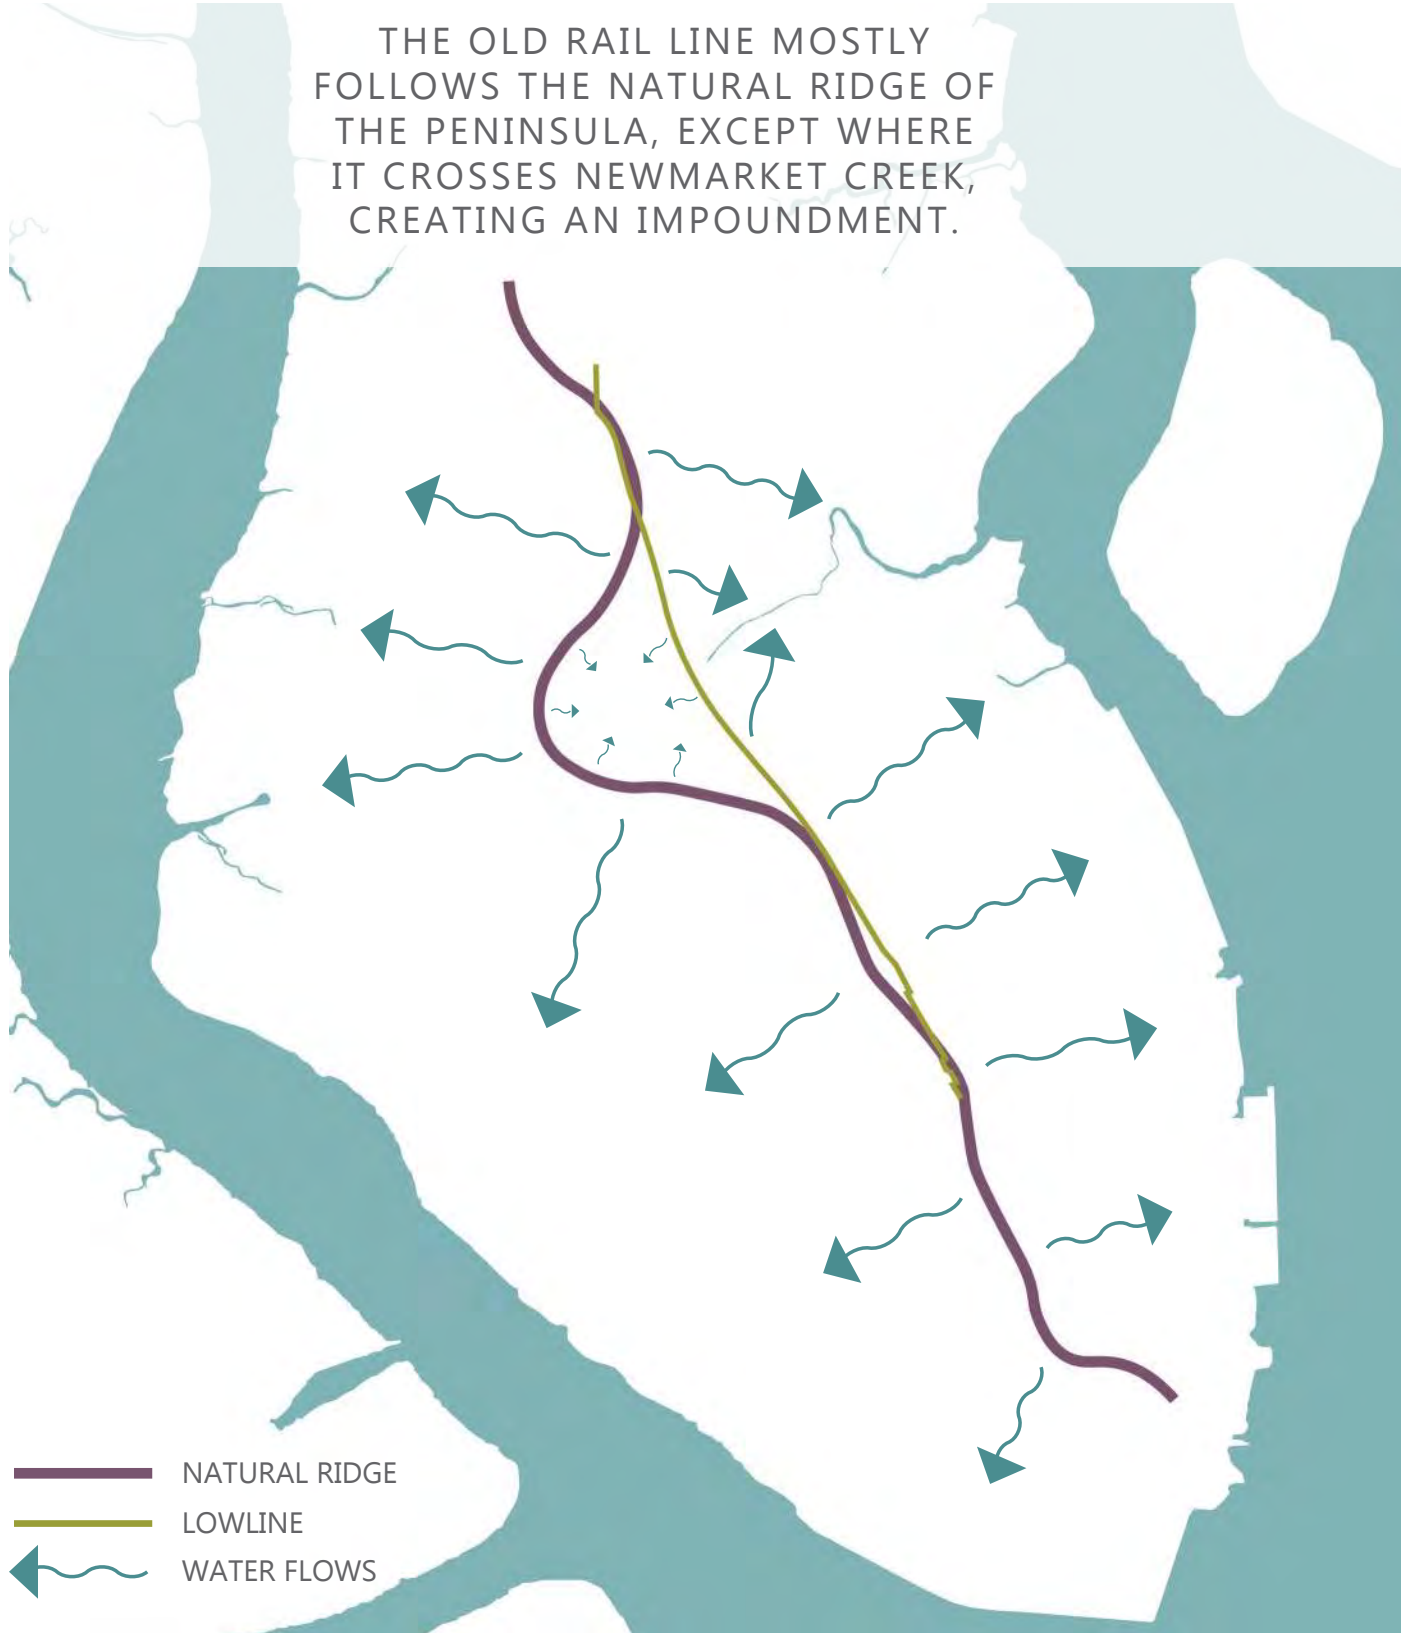 THE OLD RAIL LINE MOSTLY
FOLLOWS THE NATURAL RIDGE OF
THE PENINSULA, EXCEPT WHERE
IT CROSSES NEWMARKET CREEK,
CREATING AN IMPOUNDMENT.
NATURAL RIDGE
LOWLINE
WATER FLOWS